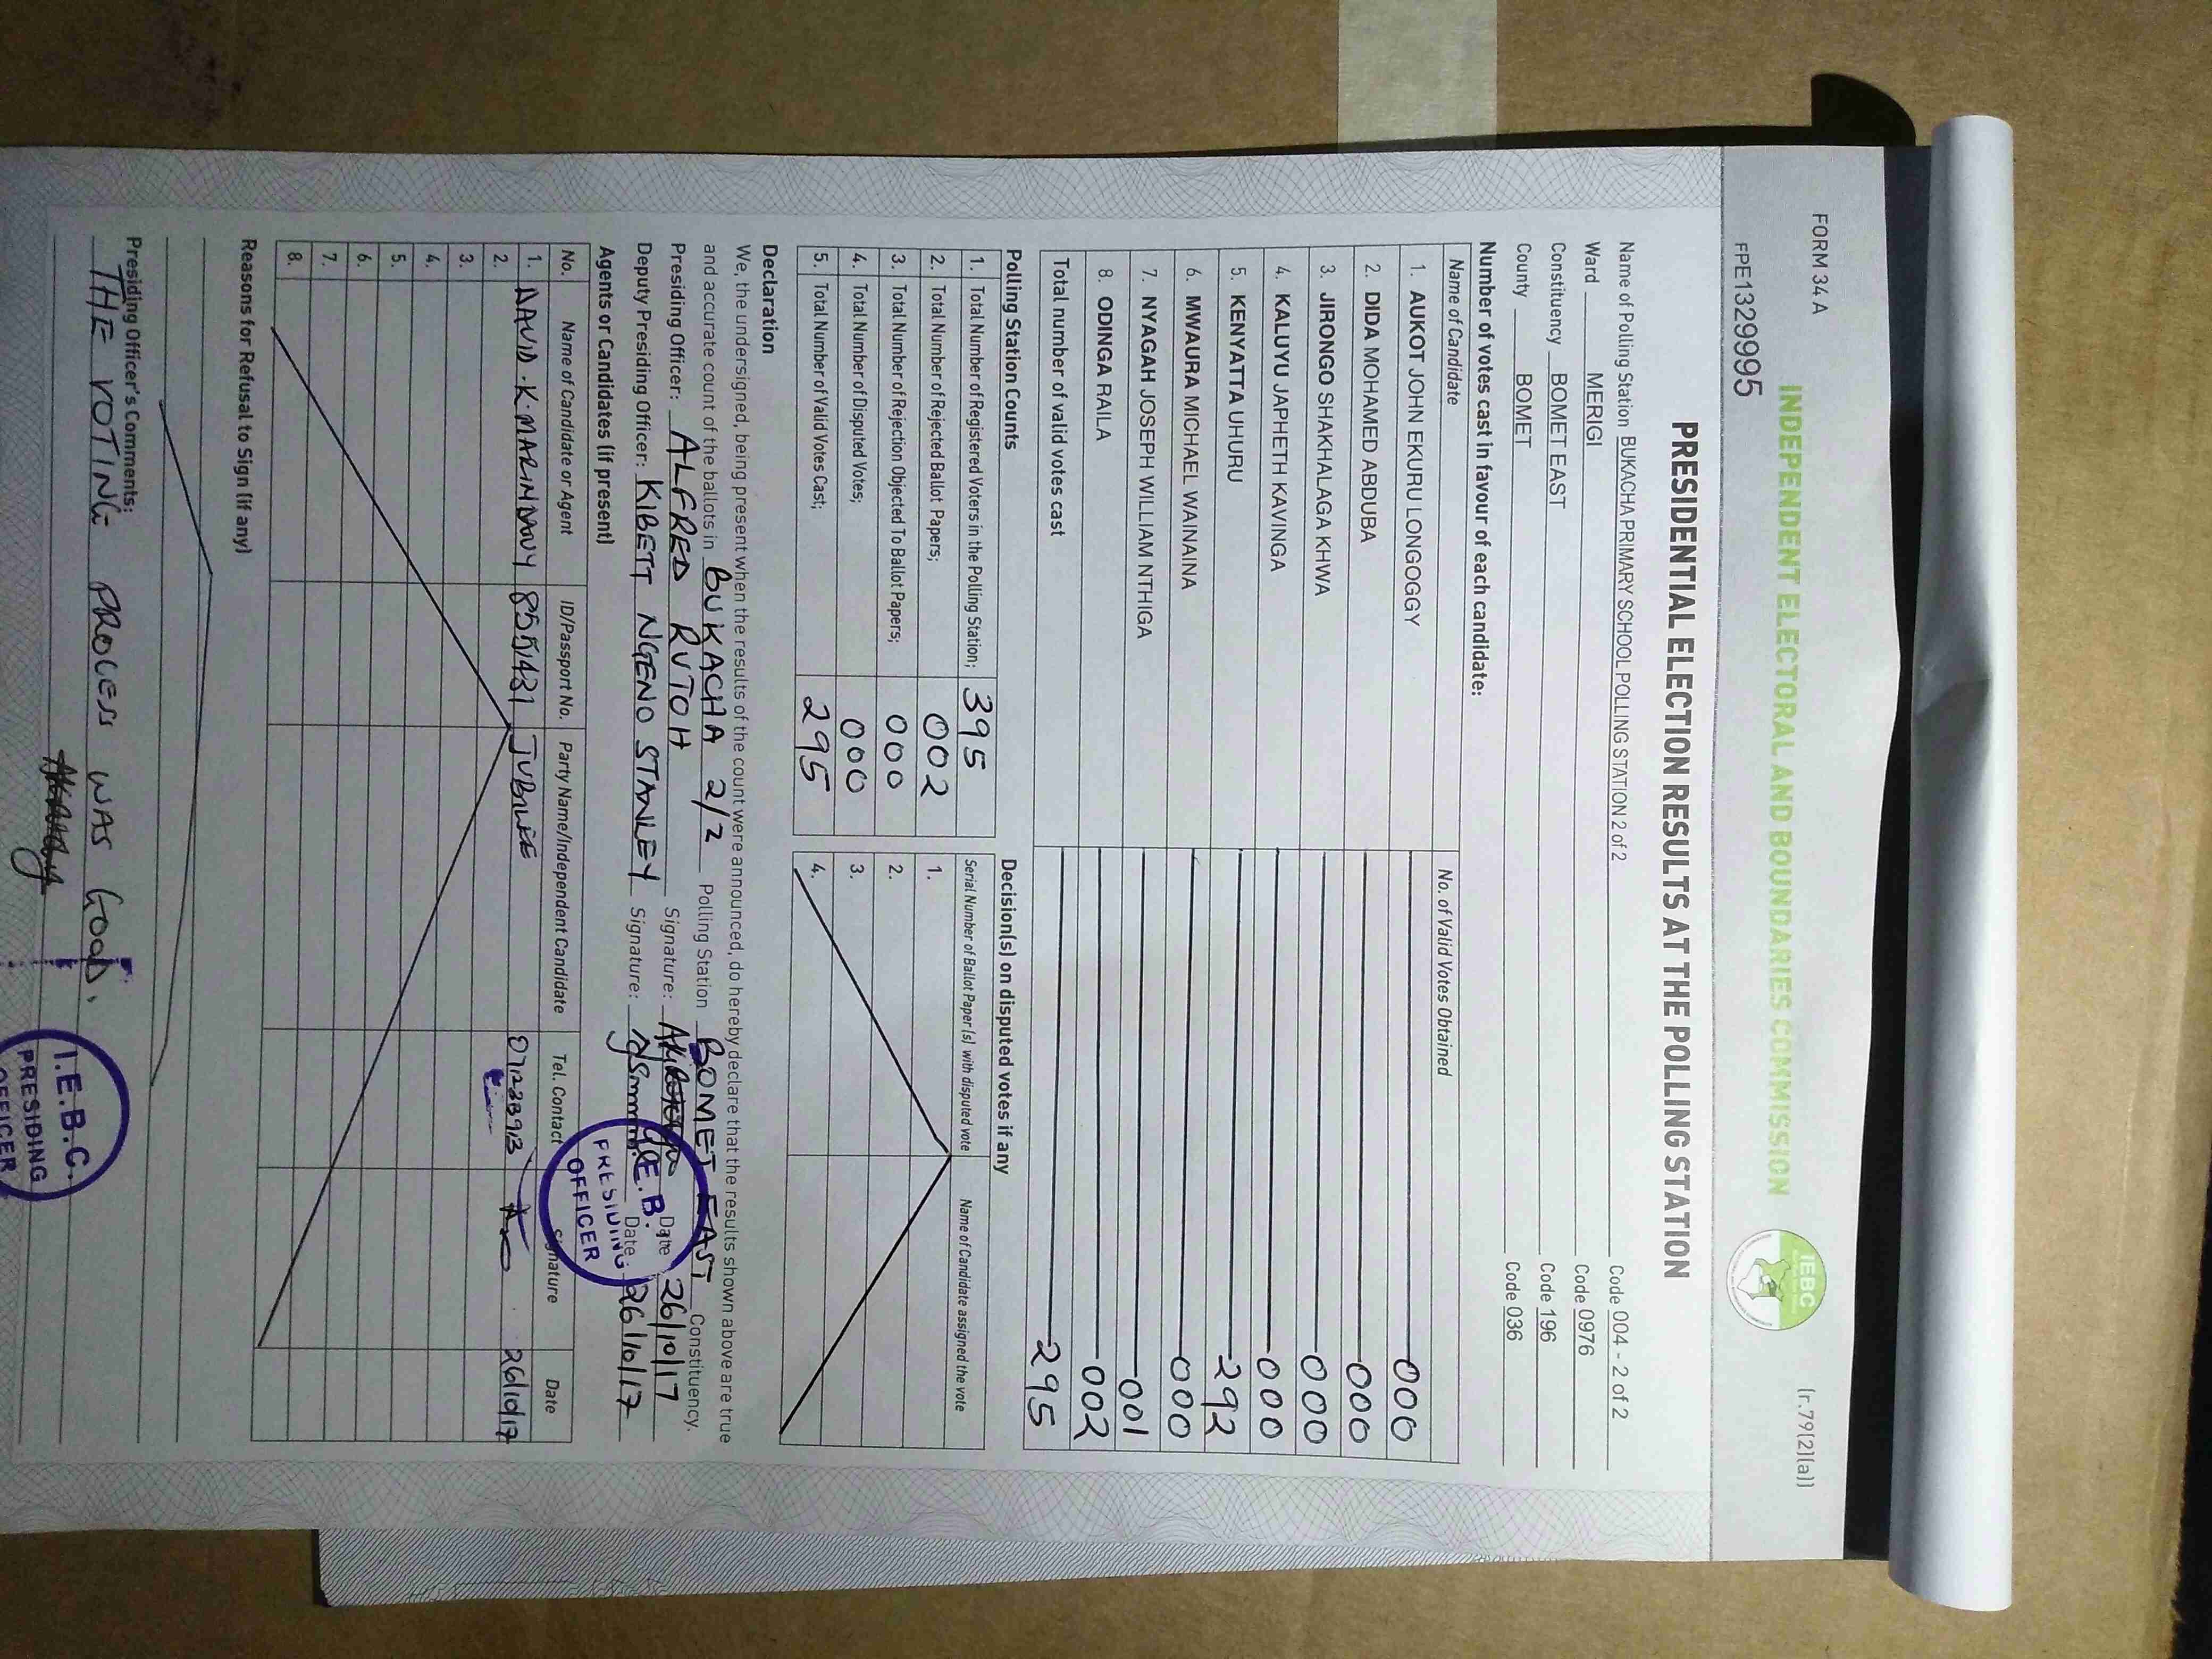 FORM 34 A
(r.79(2)(a))
INDEPENDENT ELECTORAL AND BOUNDARIES COMMISSION
IEBC
FPE1329995
PRESIDENTIAL ELECTION RESULTS AT THE POLLING STATION
Name of Polling Station BUKACHA PRIMARY SCHOOL POLLING STATION 2 of 2 Code 004 - 2 of 2
Ward MERIGI Code 0976
Constituency BOMET EAST Code 196
County BOMET Code 036
Number of votes cast in favour of each candidate:
Name of Candidate No. of Valid Votes Obtained
1. AUKOT JOHN EKURU LONGOGGY 000
2. DIDA MOHAMED ABDUBA 000
3. JIRONGO SHAKHALAGA KHWA 000
4. KALUYU JAPHETH KAVINGA 000
5. KENYATTA UHURU 292
6. MWAURA MICHAEL WAINAINA 000
7. NYAGAH JOSEPH WILLIAM NTHIGA 001
8. ODINGA RAILA 002
Total number of valid votes cast 295
Polling Station Counts
1. Total Number of Registered Voters in the Polling Station; 395
2. Total Number of Rejected Ballot Papers; 002
3. Total Number of Rejection Objected To Ballot Papers; 000
4. Total Number of Disputed Votes; 000
5. Total Number of Valid Votes Cast; 295
Decision(s) on disputed votes if any
Serial Number of Ballot Paper (s) with disputed vote Name of Candidate assigned the vote
1.
2.
3.
4.
Declaration
We, the undersigned, being present when the results of the count were announced, do hereby declare that the results shown above are true
and accurate count of the ballots in BUKACHA 2/2 Polling Station BOMET EAST Constituency.
Presiding Officer: ALFRED RUTOH Signature: Date 26/10/17
Deputy Presiding Officer: KIBETT NGENO STANLEY Signature: Date: 26/10/17
PRESIDING
OFFICER
Agents or Candidates (if present)
No. Name of Candidate or Agent ID/Passport No. Party Name/Independent Candidate Tel. Contact Signature Date
1. DAVID . K. 8551431 JUBILEE 26/10/17
2.
3.
4.
5.
6.
7.
8.
Reasons for Refusal to Sign (if any)
Presiding Officer's Comments:
THE VOTING PROCESS WAS GOOD.
I.E.B.C.
PRESIDING
OFFICER